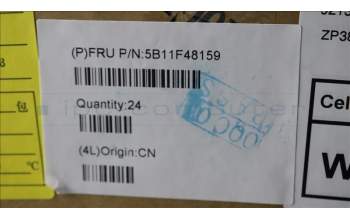 (P)FRU P/N:5B11F48159
Quantity:24
(4L)Origin:CN
包
℃
ZP38
Cel
W